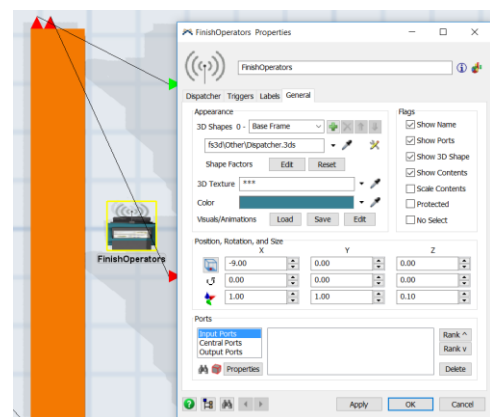 FinishOperators Properties
FinishOperators
Dispatcher Triggers Labels General
Appearance
3D Shapes 0 - Base Frame
fs3d\Other\Dispatcher.3ds
Shape Factors Edit Reset
3D Texture ***
Color
Visuals/Animations Load Save Edit
Flags
Show Name
Show Ports
Show 3D Shape
Show Contents
Scale Contents
Protected
No Select
Position, Rotation, and Size
X Y Z
-9.00 0.00 0.00
0.00 0.00 0.00
1.00 1.00 0.10
Ports
Input Ports
Central Ports
Output Ports
Properties
Rank ^
Rank v
Delete
Apply OK Cancel
FinishOperators